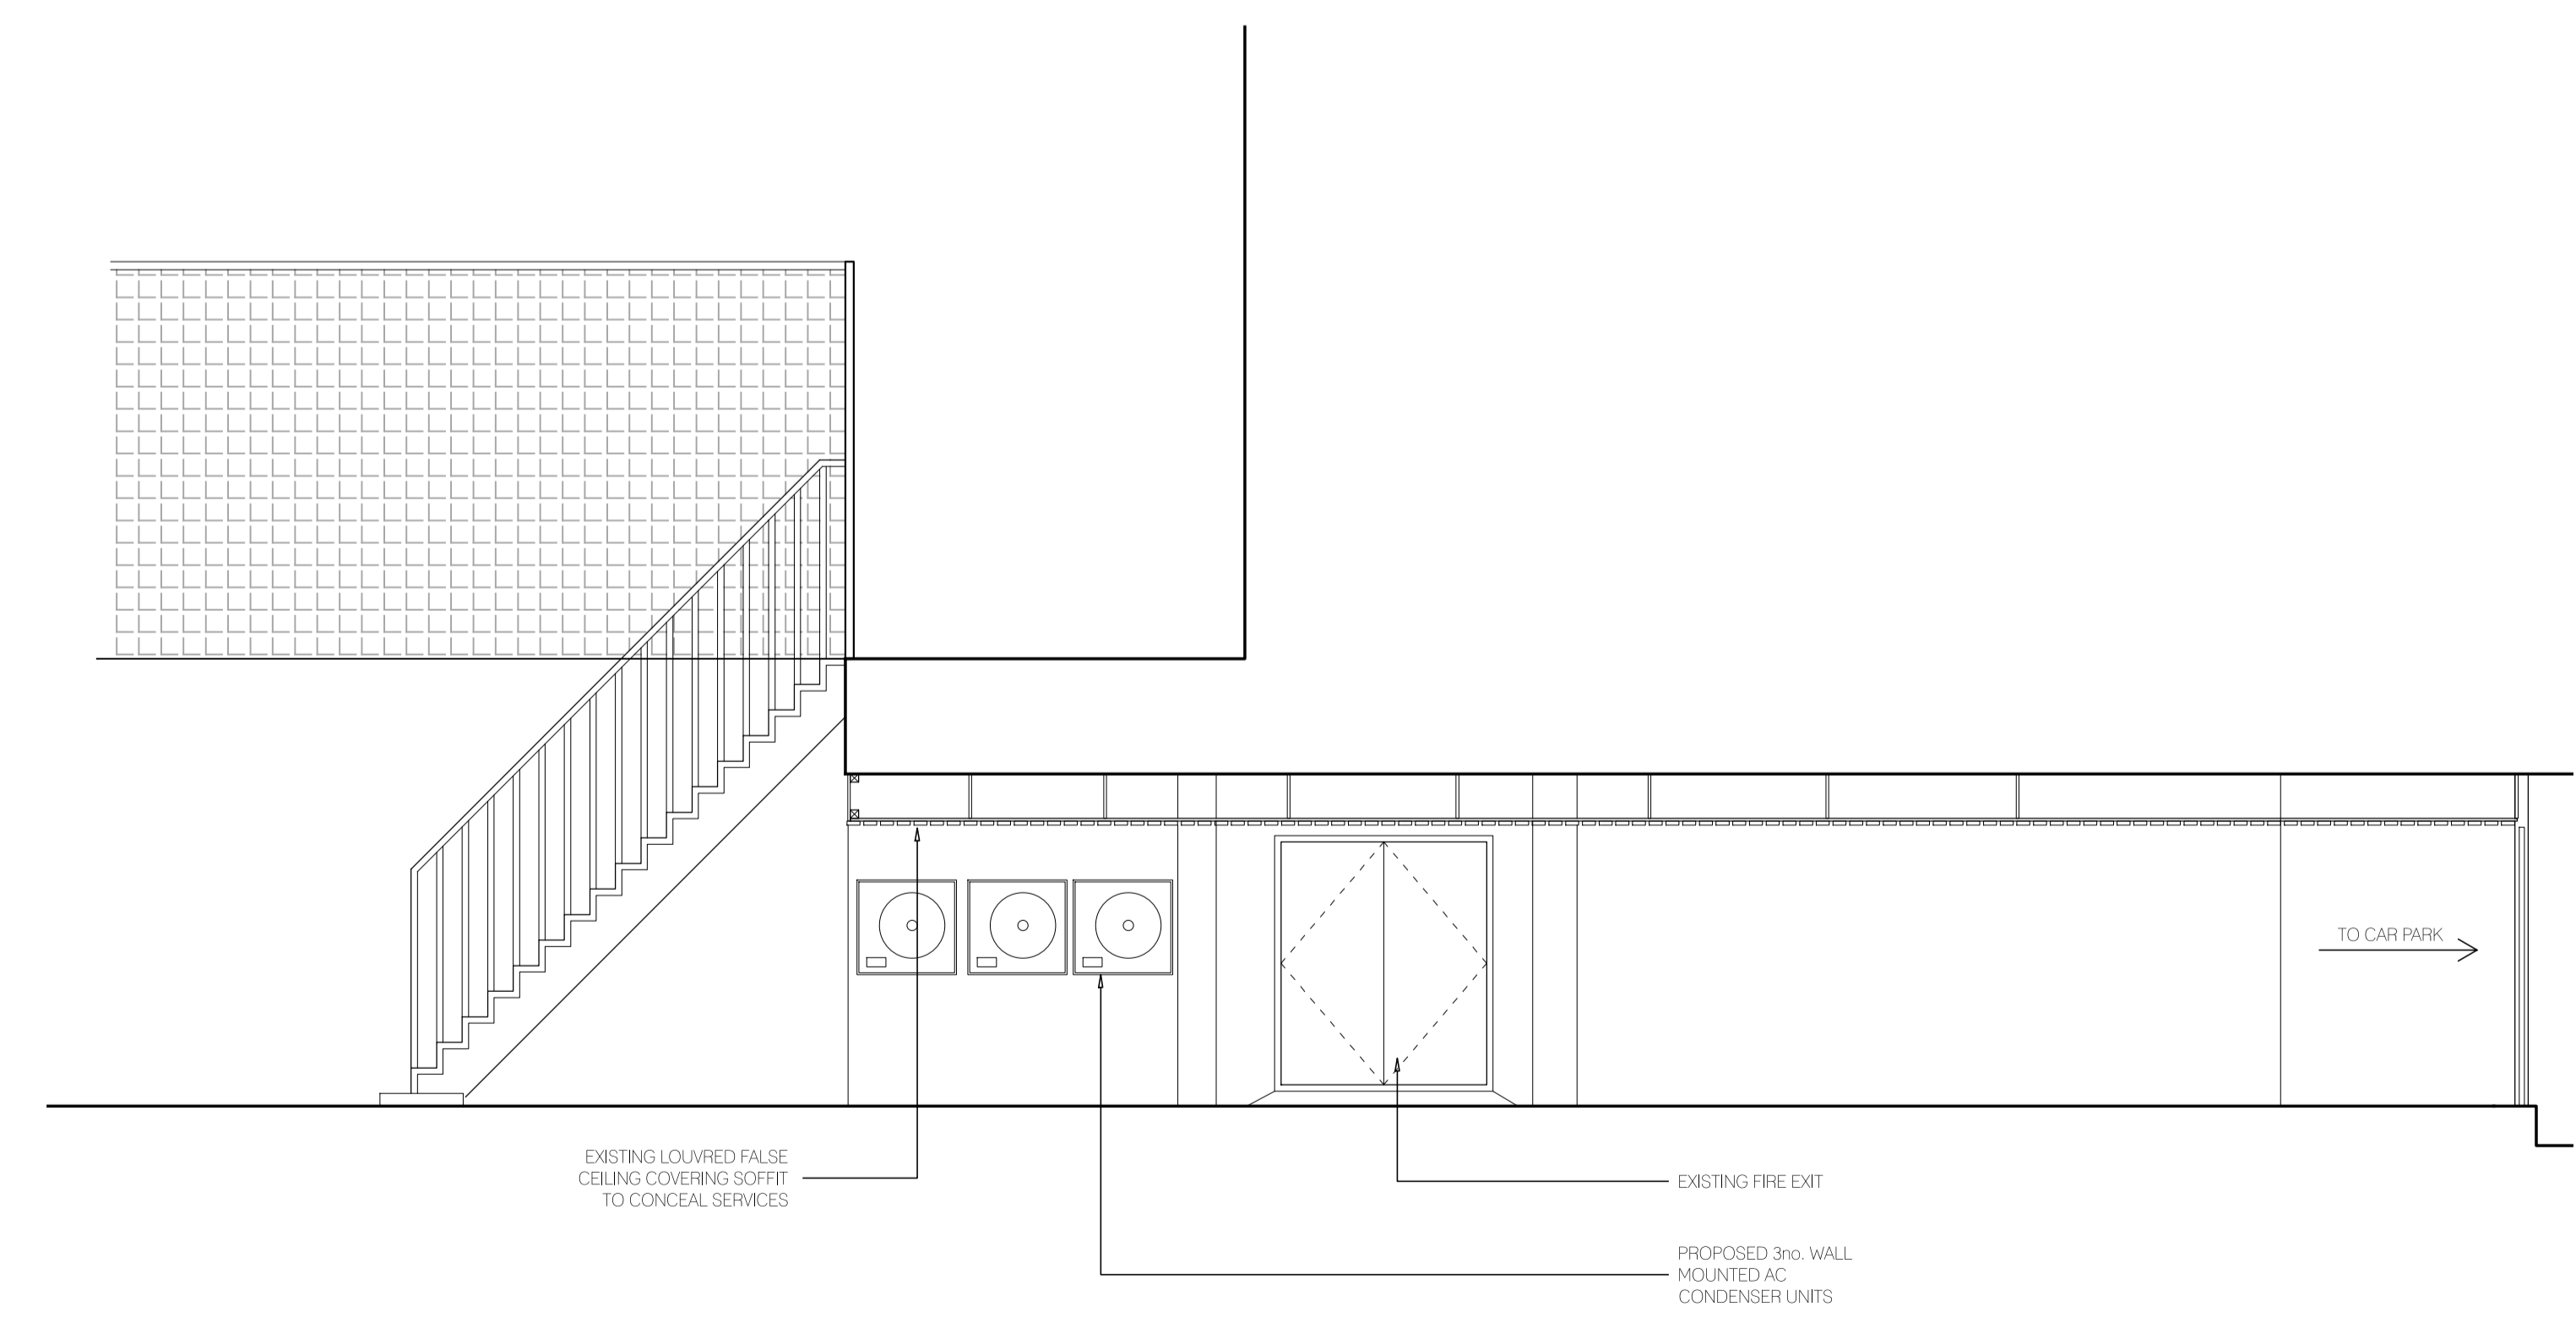 TO CAR PARK
EXISTING LOUVRED FALSE
CEILING COVERING SOFFIT
TO CONCEAL SERVICES
EXISTING FIRE EXIT
PROPOSED 3no. WALL
MOUNTED AC
CONDENSER UNITS